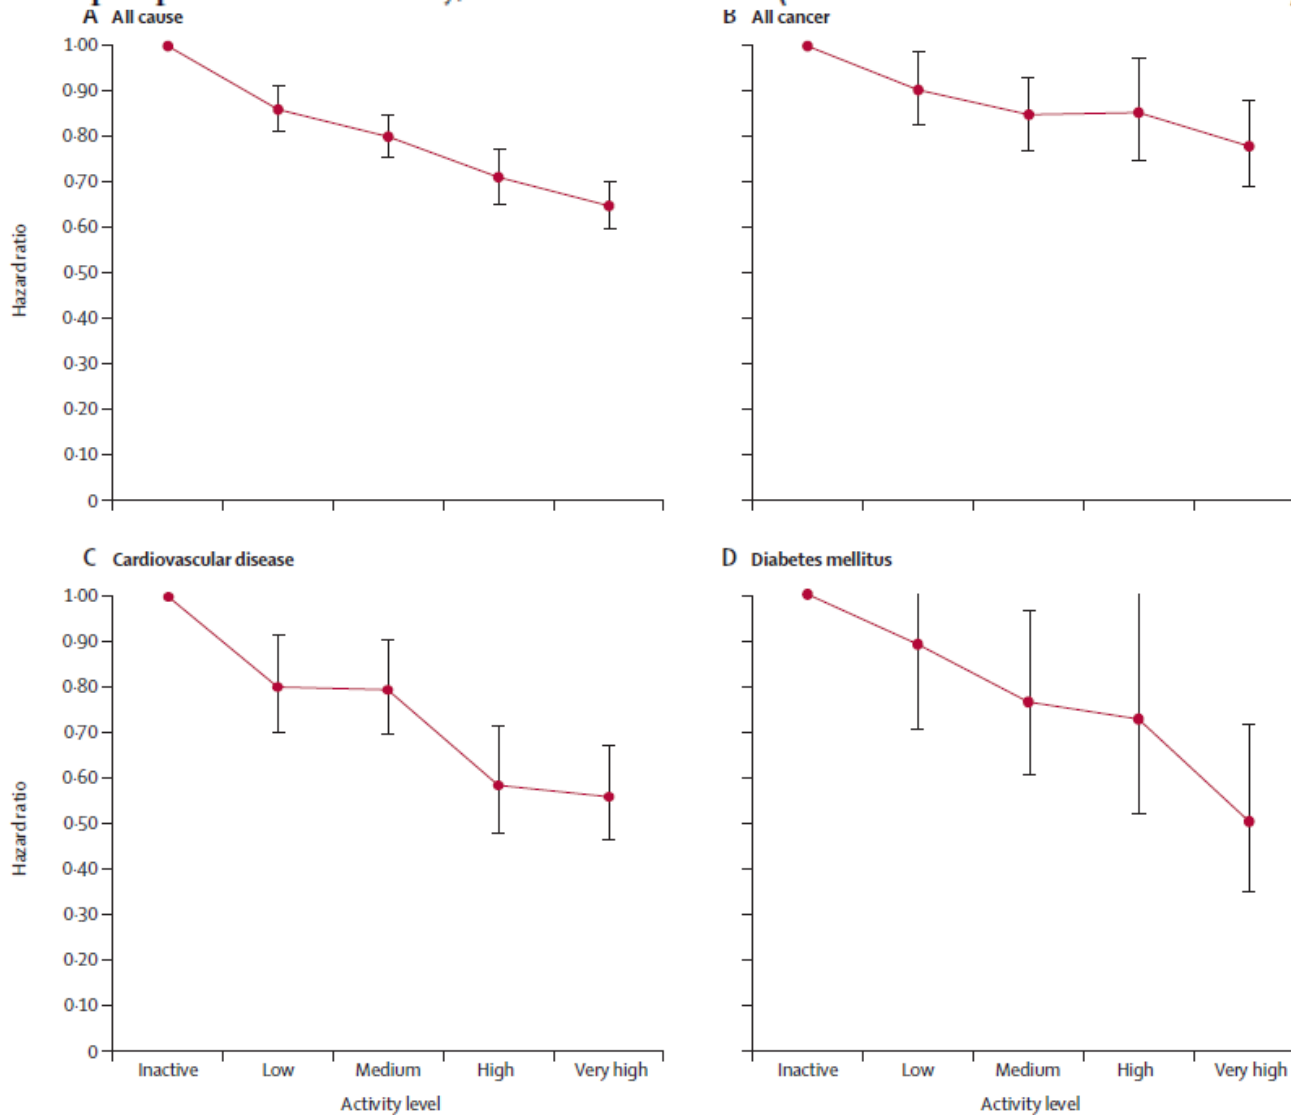 A All cause
B All cancer
1·00
0·90
0·80
0·70
0·60
0·50
0·40
0·30
0·20
0·10
0
Hazard ratio
C Cardiovascular disease
D Diabetes mellitus
1·00
0·90
0·80
0·70
0·60
0·50
0·40
0·30
0·20
0·10
0
Hazard ratio
Inactive Low Medium High Very high
Inactive Low Medium High Very high
Activity level
Activity level